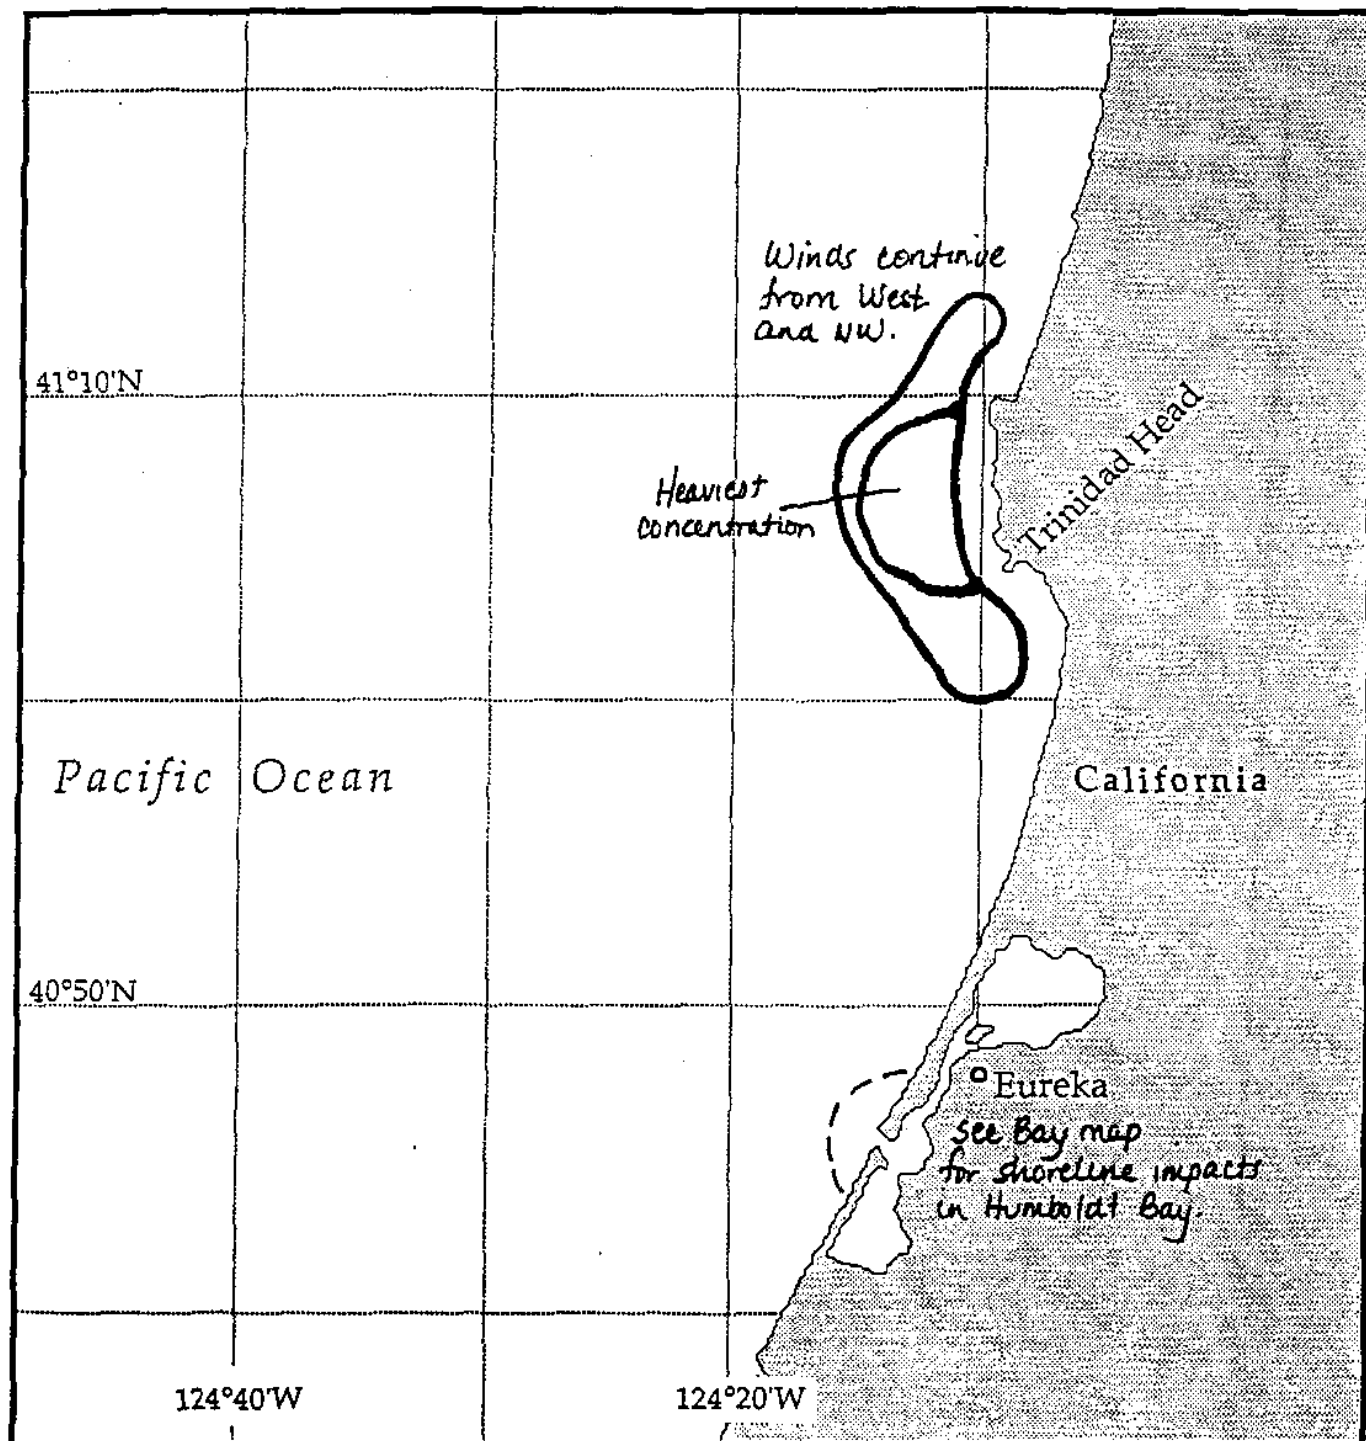 Winds continue
from West
and NW.
41°10'N
Trinidad Head
Heaviest
concentration
Pacific Ocean
California
40°50'N
Eureka
See Bay map
for shoreline impacts
in Humboldt Bay.
124°40'W
124°20'W